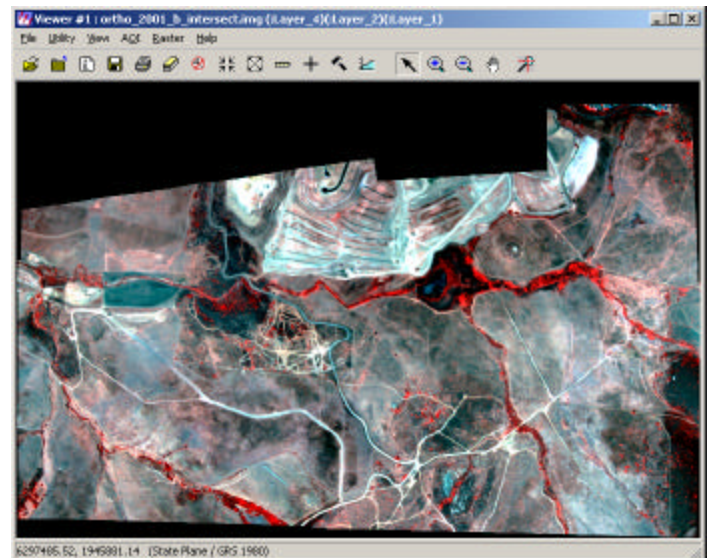 Viewer #1 : ortho_2001_b_intersect.img (:Layer_4)(:Layer_2)(:Layer_1)
File Utility View AOI Raster Help
6297485.52, 1945881.14 (State Plane / GRS 1980)